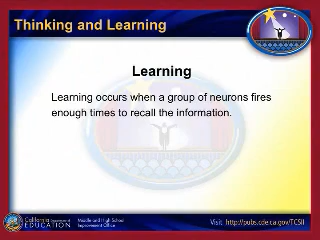 Thinking and Learning
Learning
Learning occurs when a group of neurons fires
enough times to recall the information.
California Department of
EDUCATION
Middle and High School
Improvement Office
Visit http://pubs.cde.ca.gov/TCSII